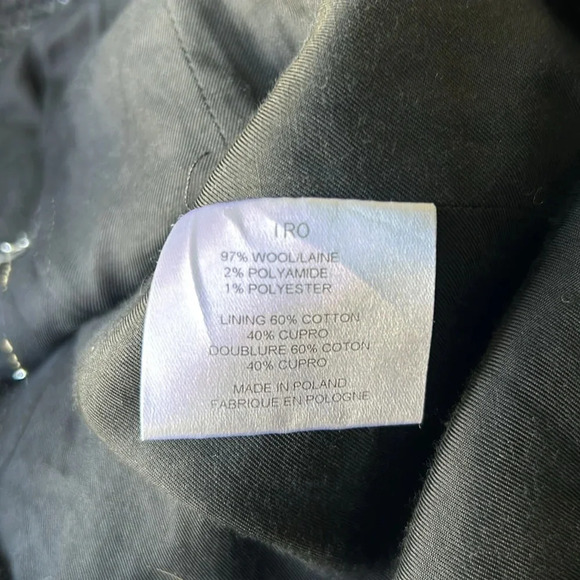 IRO
97% WOOL/LAINE
2% POLYAMIDE
1% POLYESTER
LINING 60% COTTON
40% CUPRO
DOUBLURE 60% COTON
40% CUPRO
MADE IN POLAND
FABRIQUE EN POLOGNE